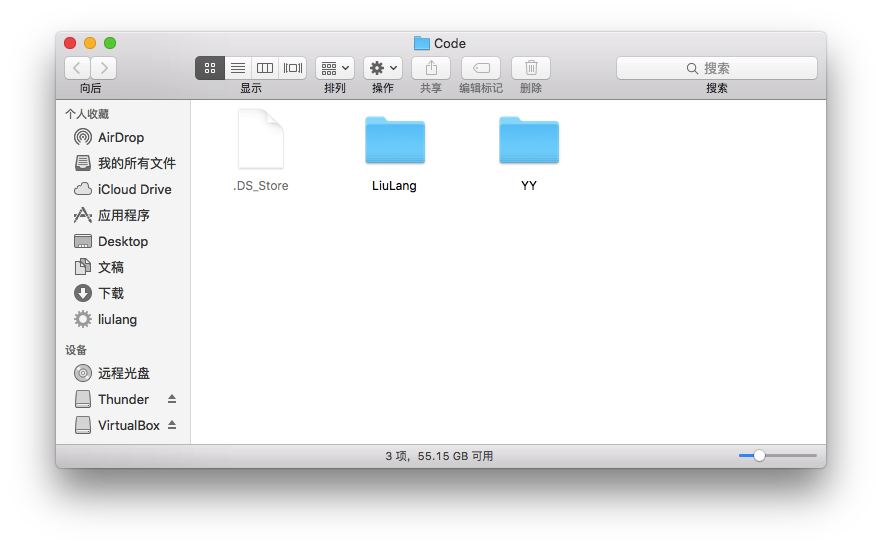 Code
向后
显示
排列
操作
共享
编辑标记
删除
搜索
搜索
个人收藏
AirDrop
我的所有文件
iCloud Drive
应用程序
Desktop
文稿
下载
liulang
设备
远程光盘
Thunder
VirtualBox
.DS_Store
LiuLang
YY
3 项，55.15 GB 可用